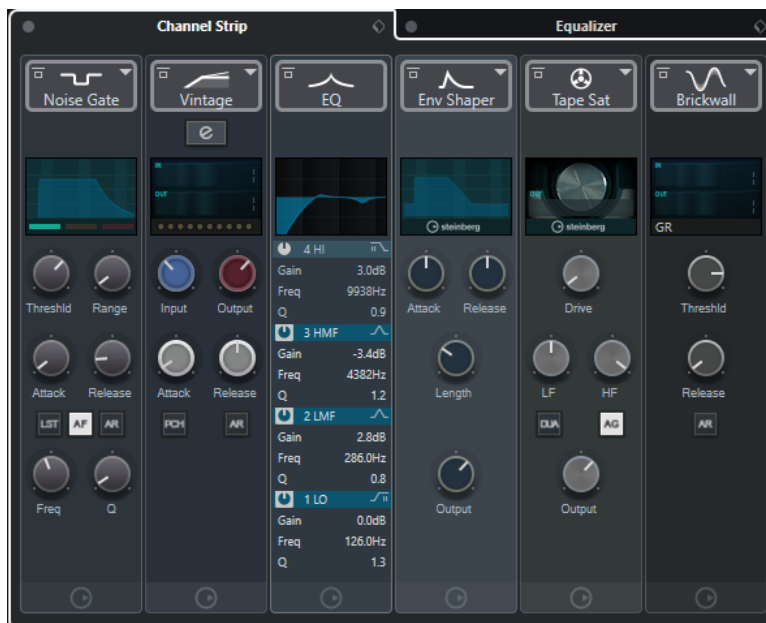 Channel Strip
Equalizer
Noise Gate
Vintage
EQ
Env Shaper
Tape Sat
Brickwall
e
IN
OUT
steinberg
OUT
steinberg
IN
OUT
GR
Threshld
Range
Attack
Release
LST
AF
AR
Freq
Q
Input
Output
Attack
Release
PCH
AR
4 HI
Gain 3.0dB
Freq 9938Hz
Q 0.9
3 HMF
Gain -3.4dB
Freq 4382Hz
Q 1.2
2 LMF
Gain 2.8dB
Freq 286.0Hz
Q 0.8
1 LO
Gain 0.0dB
Freq 126.0Hz
Q 1.3
Attack
Release
Length
Output
Drive
LF
HF
DUA
AG
Output
Threshld
Release
AR